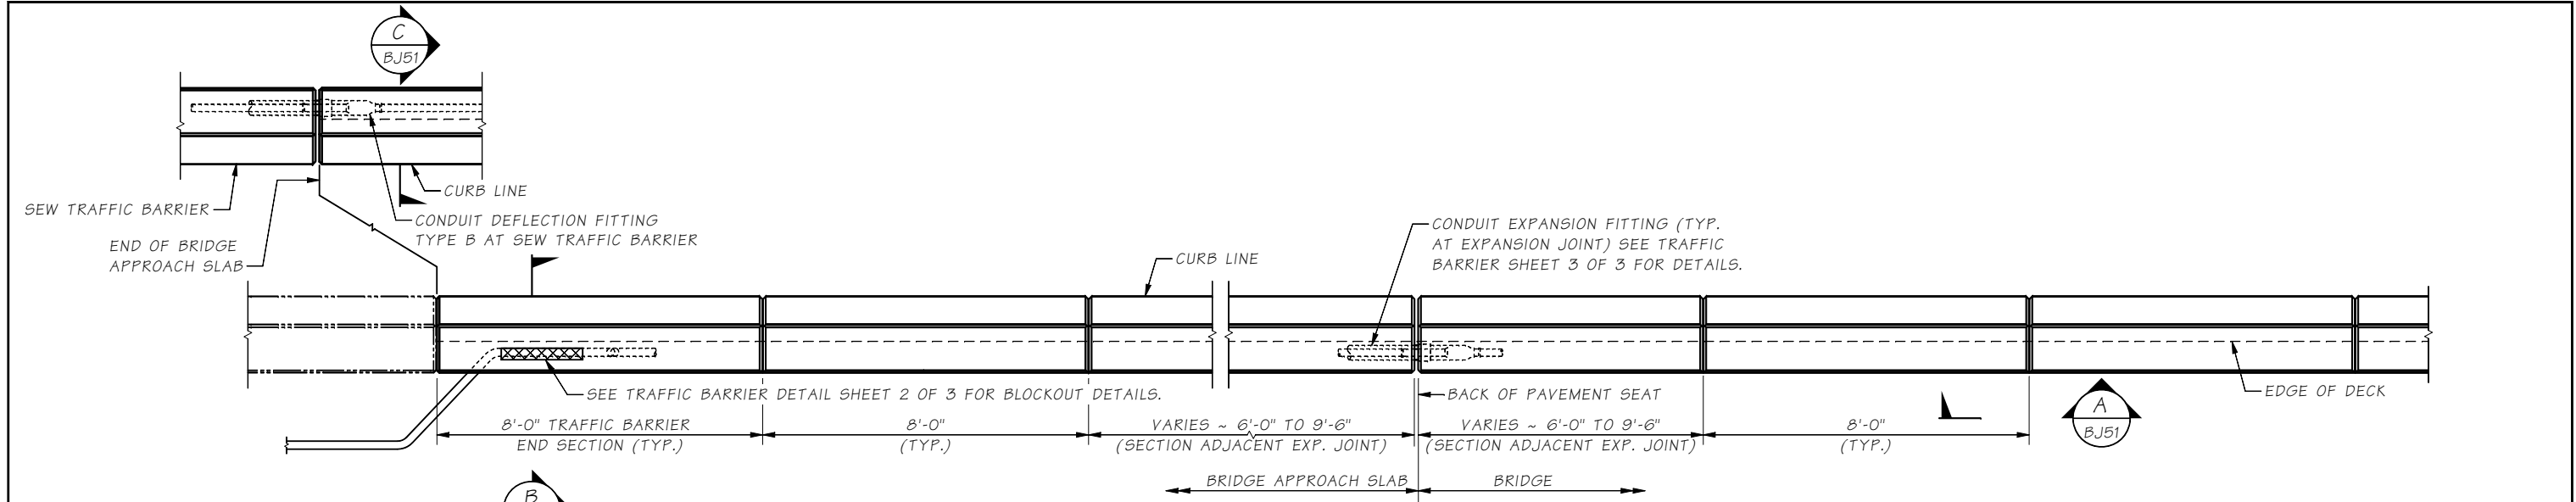 C
BJ51
SEW TRAFFIC BARRIER
END OF BRIDGE
APPROACH SLAB
CURB LINE
CONDUIT DEFLECTION FITTING
TYPE B AT SEW TRAFFIC BARRIER
CURB LINE
CONDUIT EXPANSION FITTING (TYP.
AT EXPANSION JOINT) SEE TRAFFIC
BARRIER SHEET 3 OF 3 FOR DETAILS.
SEE TRAFFIC BARRIER DETAIL SHEET 2 OF 3 FOR BLOCKOUT DETAILS.
BACK OF PAVEMENT SEAT
EDGE OF DECK
8'-0" TRAFFIC BARRIER
END SECTION (TYP.)
8'-0"
(TYP.)
VARIES ~ 6'-0" TO 9'-6"
(SECTION ADJACENT EXP. JOINT)
VARIES ~ 6'-0" TO 9'-6"
(SECTION ADJACENT EXP. JOINT)
8'-0"
(TYP.)
A
BJ51
BRIDGE APPROACH SLAB
BRIDGE
B